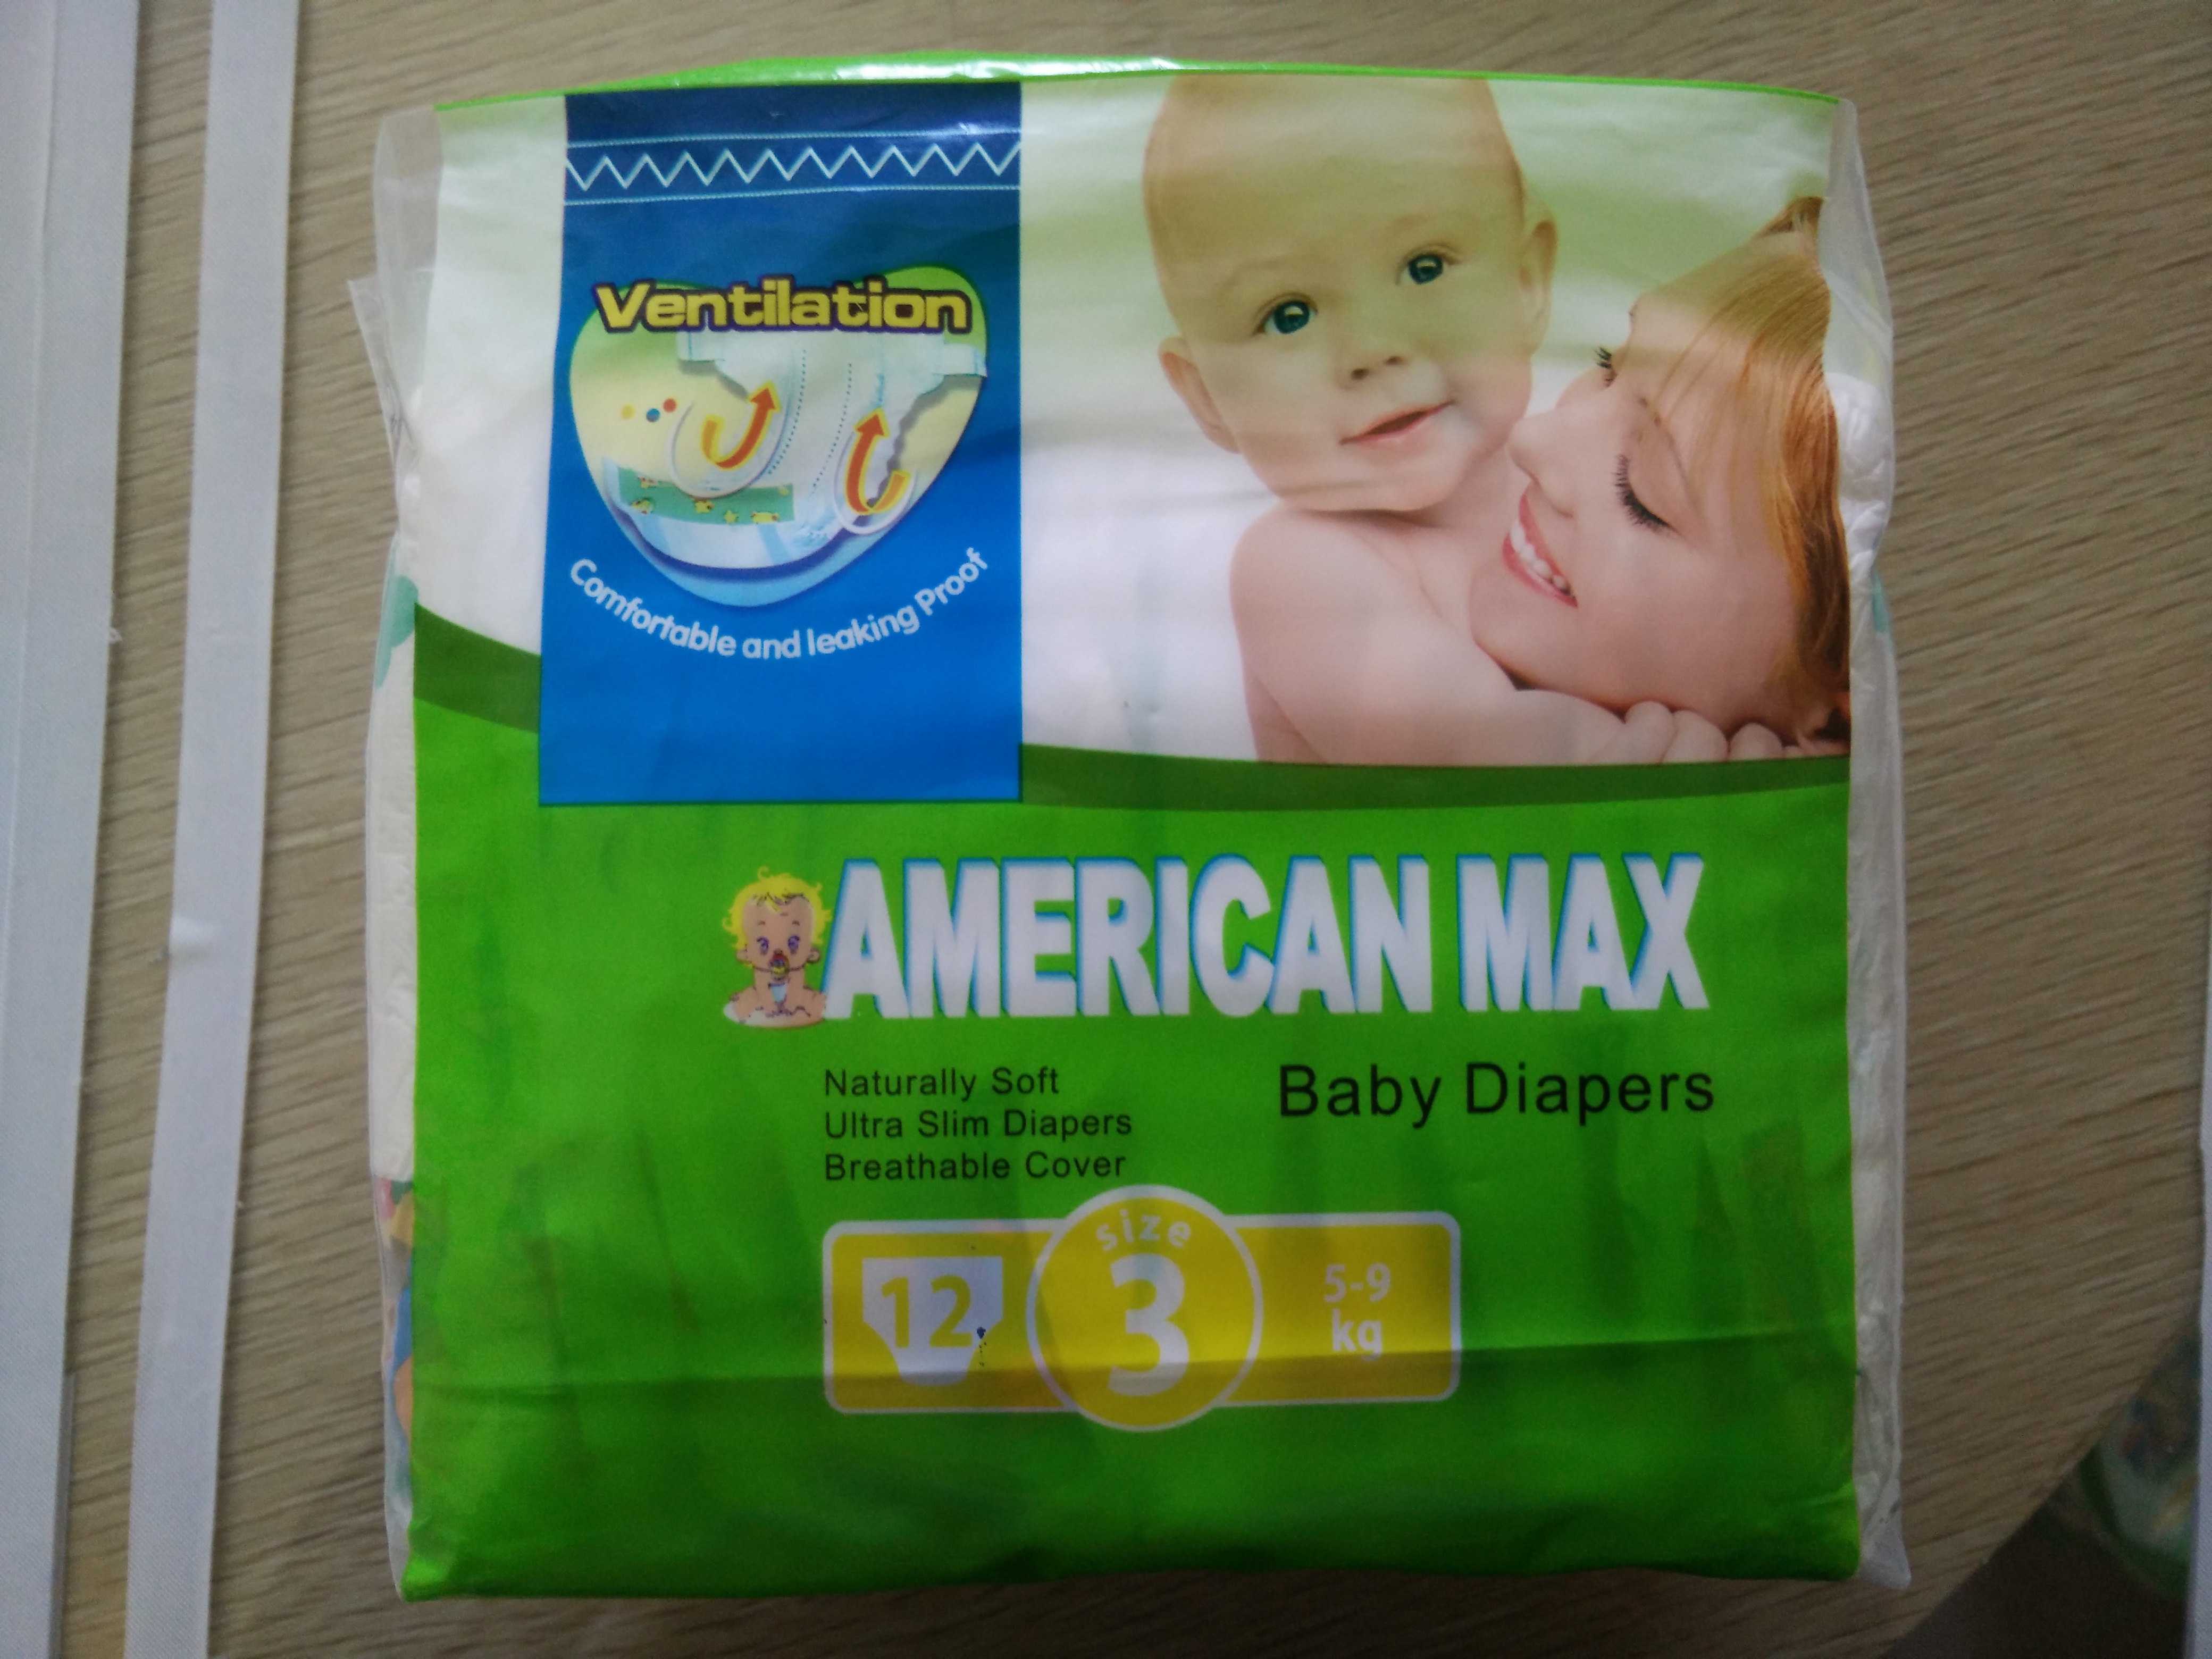 Ventilation
Comfortable and leaking Proof
AMERICAN MAX
Naturally Soft
Ultra Slim Diapers
Breathable Cover
Baby Diapers
12
size
3
5-9
kg